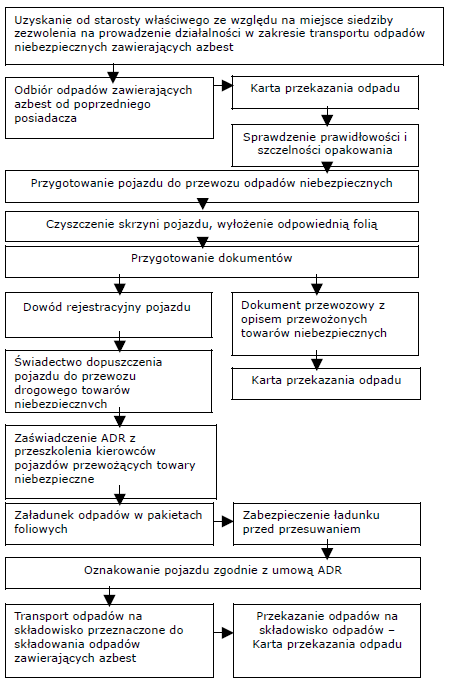 Uzyskanie od starosty właściwego ze względu na miejsce siedziby
zezwolenia na prowadzenie działalności w zakresie transportu odpadów
niebezpiecznych zawierających azbest
Odbiór odpadów zawierających
azbest od poprzedniego
posiadacza
Karta przekazania odpadu
Sprawdzenie prawidłowości i
szczelności opakowania
Przygotowanie pojazdu do przewozu odpadów niebezpiecznych
Czyszczenie skrzyni pojazdu, wyłożenie odpowiednią folią
Przygotowanie dokumentów
Dowód rejestracyjny pojazdu
Dokument przewozowy z
opisem przewożonych
towarów niebezpiecznych
Świadectwo dopuszczenia
pojazdu do przewozu
drogowego towarów
niebezpiecznych
Karta przekazania odpadu
Zaświadczenie ADR z
przeszkolenia kierowców
pojazdów przewożących towary
niebezpieczne
Załadunek odpadów w pakietach
foliowych
Zabezpieczenie ładunku
przed przesuwaniem
Oznakowanie pojazdu zgodnie z umową ADR
Transport odpadów na
składowisko przeznaczone do
składowania odpadów
zawierających azbest
Przekazanie odpadów na
składowisko odpadów –
Karta przekazania odpadu